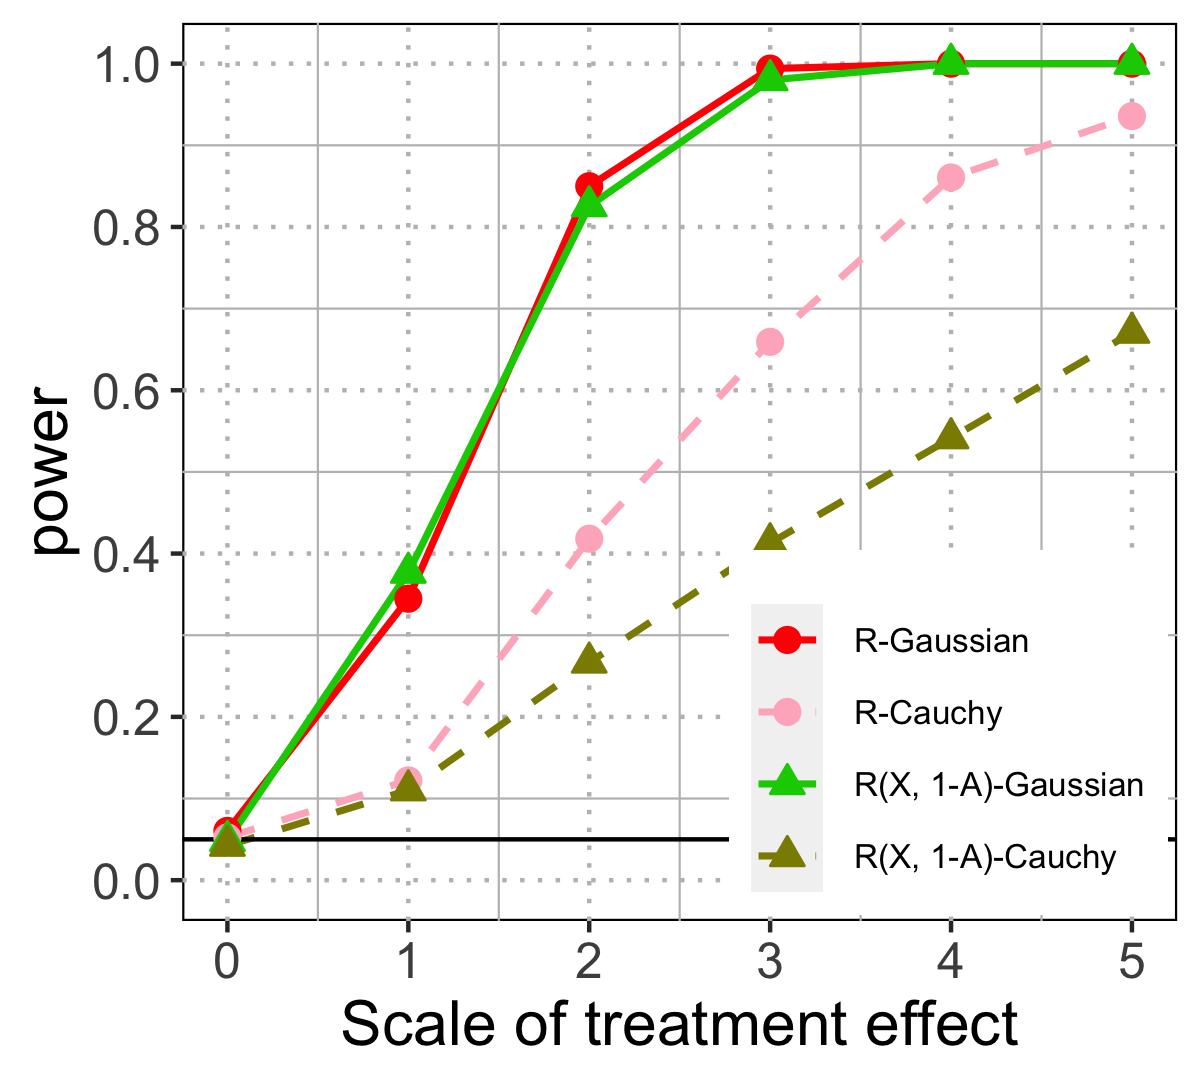 1.0
0.8
0.6
0.4
0.2
0.0
power
0 1 2 3 4 5
Scale of treatment effect
R-Gaussian
R-Cauchy
R(X, 1-A)-Gaussian
R(X, 1-A)-Cauchy